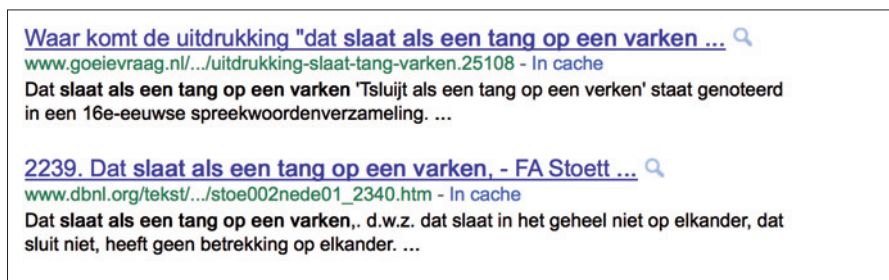 Waar komt de uitdrukking "dat slaat als een tang op een varken ...
www.goeievraag.nl/.../uitdrukking-slaat-tang-varken.25108 - In cache
Dat slaat als een tang op een varken 'Tsluijt als een tang op een verken' staat genoteerd
in een 16e-eeuwse spreekwoordenverzameling. ...
2239. Dat slaat als een tang op een varken, - FA Stoett ...
www.dbnl.org/tekst/.../stoe002nede01_2340.htm - In cache
Dat slaat als een tang op een varken,. d.w.z. dat slaat in het geheel niet op elkander, dat
sluit niet, heeft geen betrekking op elkander. ...